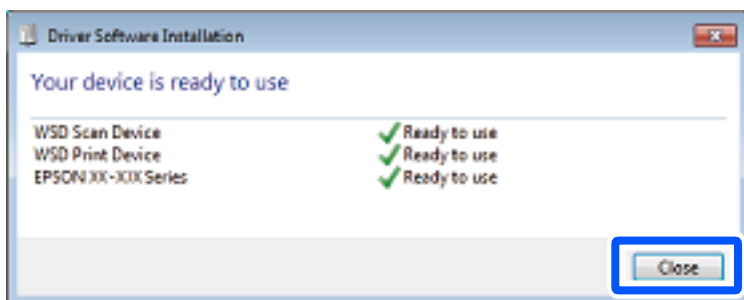 Driver Software Installation
Your device is ready to use
WSD Scan Device Ready to use
WSD Print Device Ready to use
EPSON XX-XXX Series Ready to use
Close